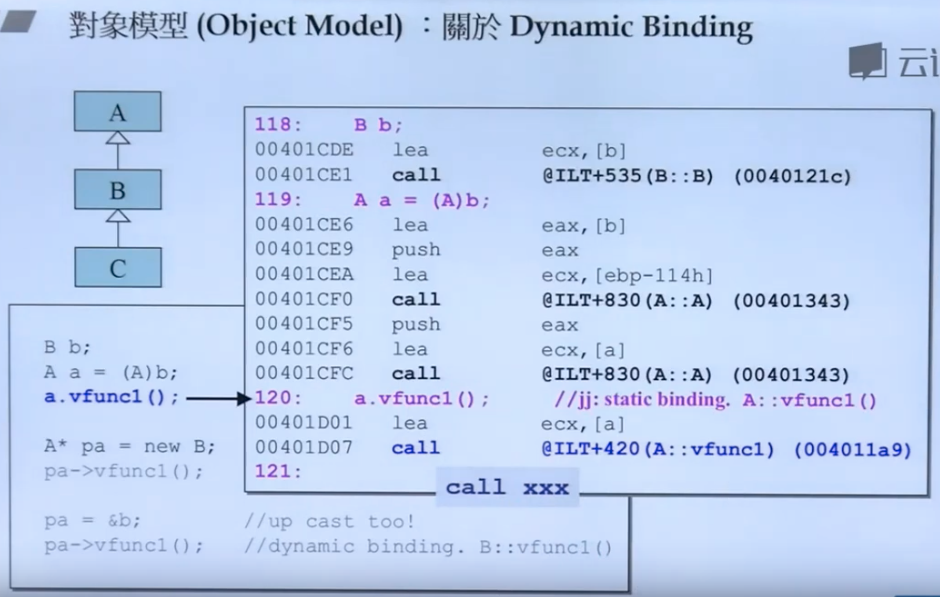 對象模型 (Object Model)：關於 Dynamic Binding
云
A
B
C
118: B b;
00401CDE lea ecx,[b]
00401CE1 call @ILT+535(B::B) (0040121c)
119: A a = (A)b;
00401CE6 lea eax,[b]
00401CE9 push eax
00401CEA lea ecx,[ebp-114h]
00401CF0 call @ILT+830(A::A) (00401343)
00401CF5 push eax
00401CF6 lea ecx,[a]
00401CFC call @ILT+830(A::A) (00401343)
120: a.vfunc1(); //jj: static binding. A::vfunc1()
00401D01 lea ecx,[a]
00401D07 call @ILT+420(A::vfunc1) (004011a9)
121:
call xxx
B b;
A a = (A)b;
a.vfunc1();
A* pa = new B;
pa->vfunc1();
pa = &b; //up cast too!
pa->vfunc1(); //dynamic binding. B::vfunc1()